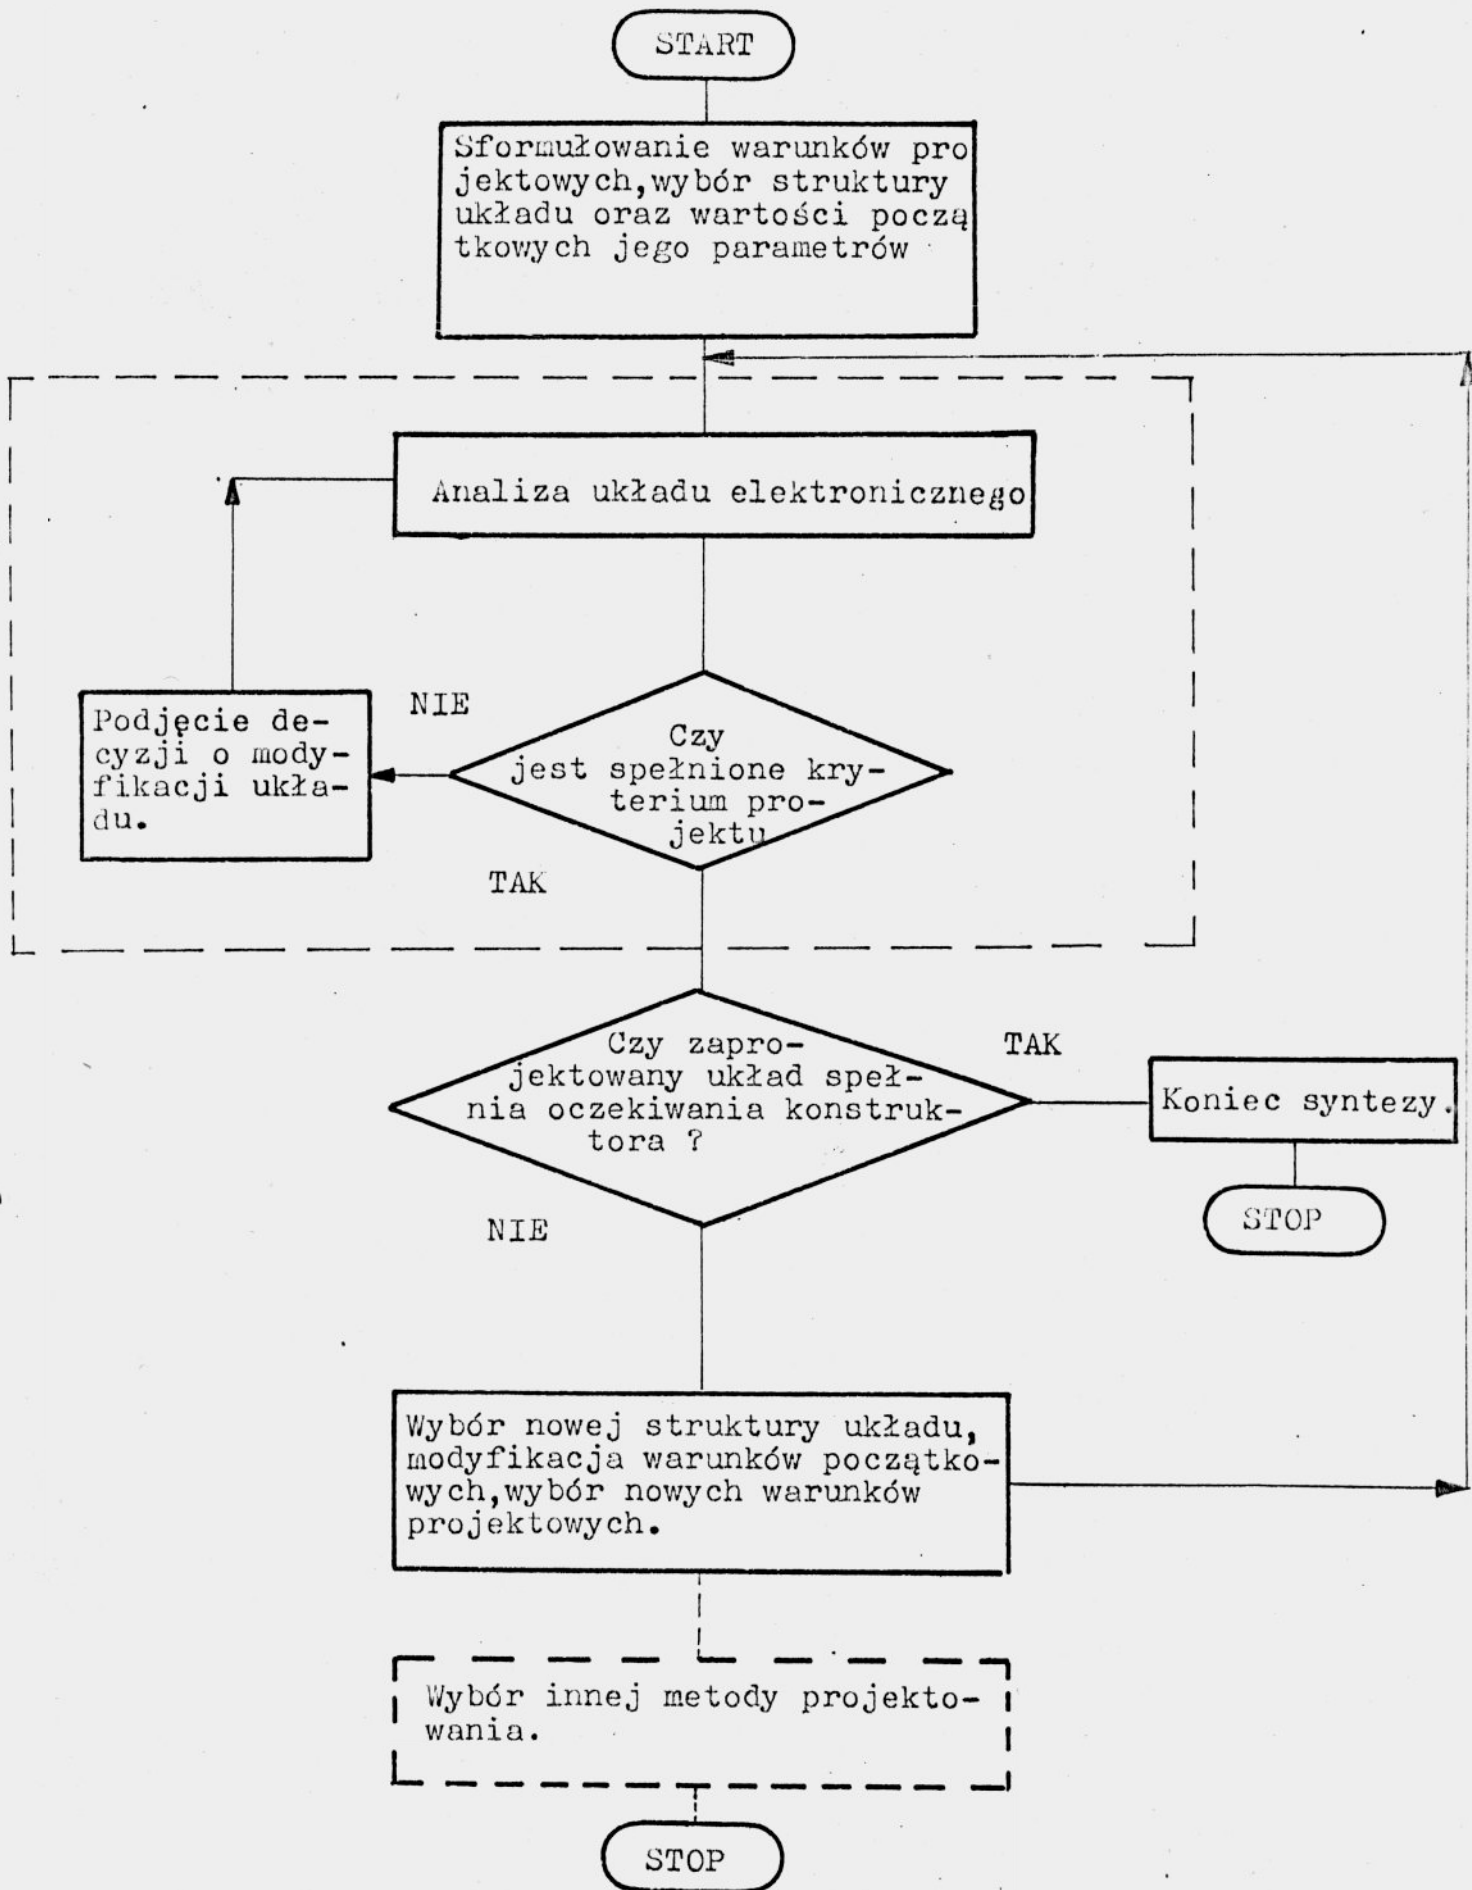 START
Sformułowanie warunków pro
jektowych,wybór struktury
układu oraz wartości począ
tkowych jego parametrów
Analiza układu elektronicznego
NIE
Podjęcie de-
cyzji o mody-
fikacji ukła-
du.
Czy
jest spełnione kry-
terium pro-
jektu
TAK
Czy zapro-
jektowany układ speł-
nia oczekiwania konstruk-
tora ?
TAK
Koniec syntezy.
STOP
NIE
Wybór nowej struktury układu,
modyfikacja warunków początko-
wych,wybór nowych warunków
projektowych.
Wybór innej metody projekto-
wania.
STOP